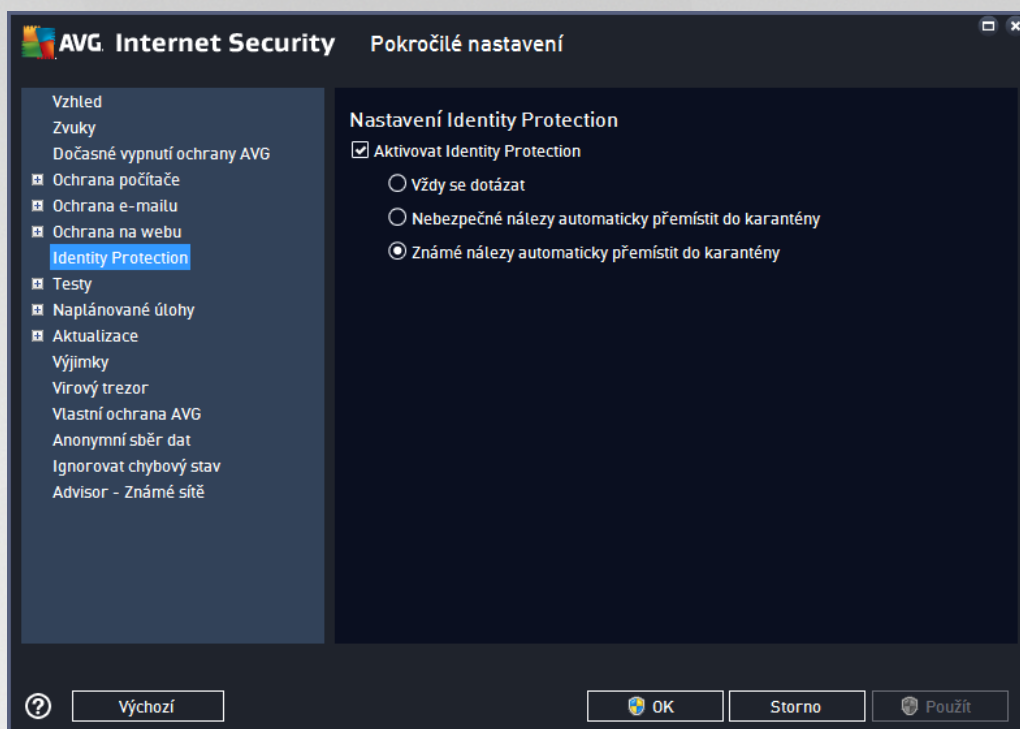 AVG. Internet Security Pokročilé nastavení
Vzhled
Zvuky
Dočasné vypnutí ochrany AVG
Ochrana počítače
Ochrana e-mailu
Ochrana na webu
Identity Protection
Testy
Naplánované úlohy
Aktualizace
Výjimky
Virový trezor
Vlastní ochrana AVG
Anonymní sběr dat
Ignorovat chybový stav
Advisor - Známé sítě
Nastavení Identity Protection
Aktivovat Identity Protection
Vždy se dotázat
Nebezpečné nálezy automaticky přemístit do karantény
Známé nálezy automaticky přemístit do karantény
? Výchozí OK Storno Použít